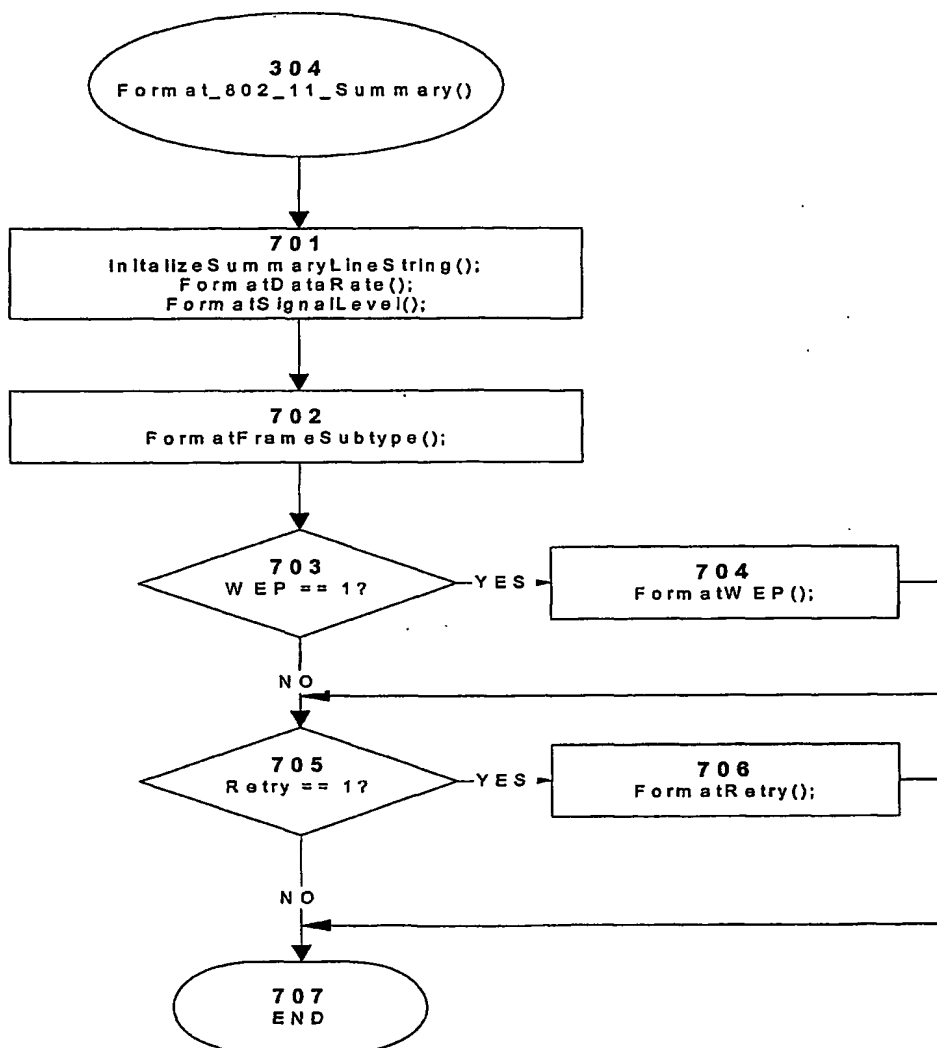 304
Format_802_11_Summary()
701
InitalizeSummaryLineString();
FormatDataRate();
FormatSignalLevel();
702
FormatFrameSubtype();
703
WEP == 1?
YES
704
FormatWEP();
NO
705
Retry == 1?
YES
706
FormatRetry();
NO
707
END